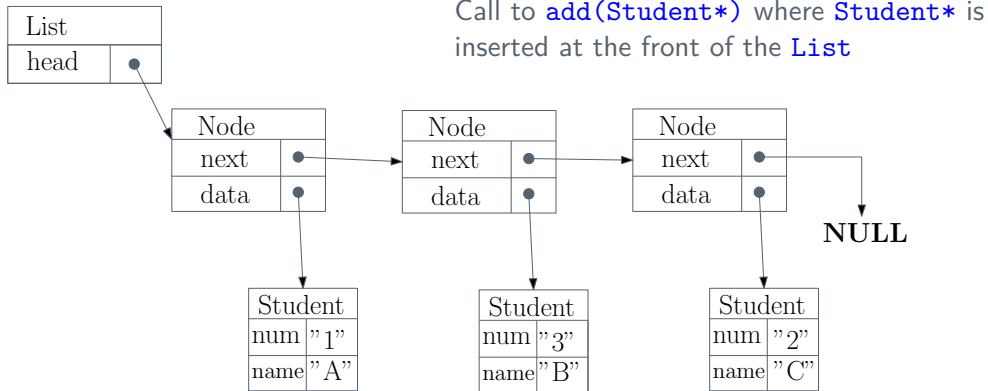 Call to add(Student*) where Student* is
inserted at the front of the List
List
head
Node
next
data
Node
next
data
Node
next
data
NULL
Student
num "1"
name "A"
Student
num "3"
name "B"
Student
num "2"
name "C"